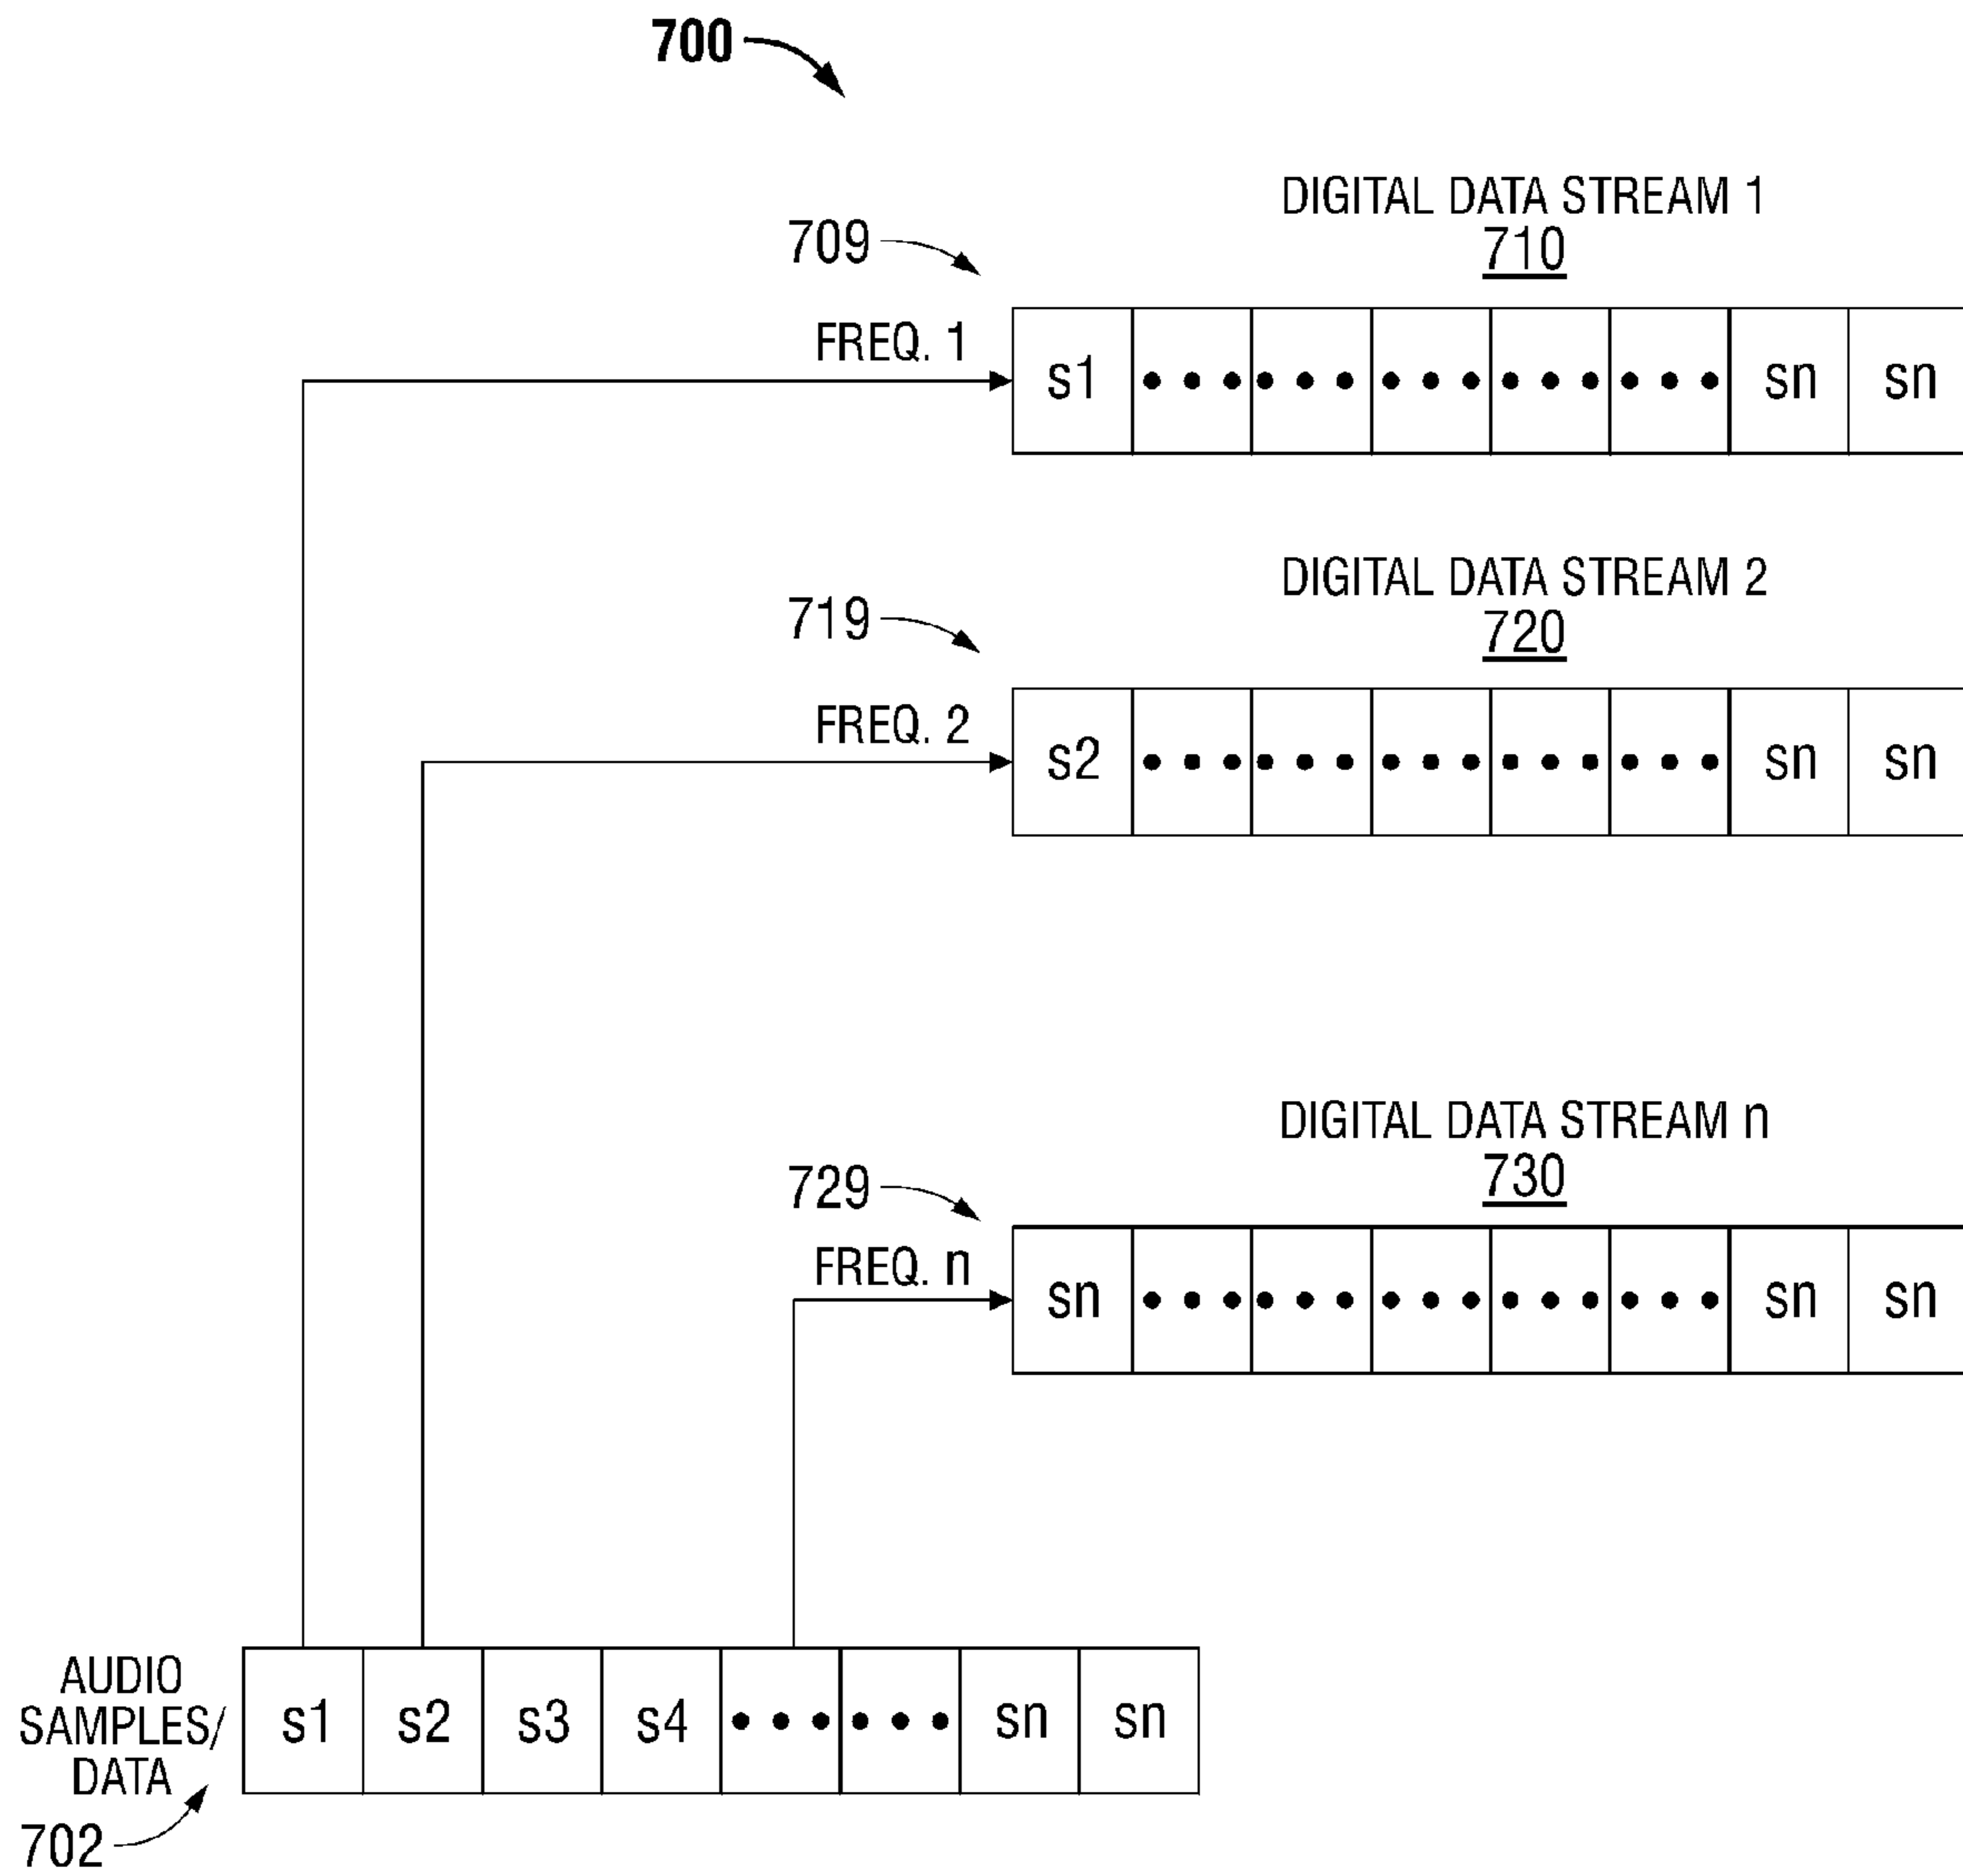 700
DIGITAL DATA STREAM 1
710
709
FREQ. 1
s1 ••• ••• ••• ••• ••• sn sn
DIGITAL DATA STREAM 2
720
719
FREQ. 2
s2 ••• ••• ••• ••• ••• sn sn
DIGITAL DATA STREAM n
730
729
FREQ. n
sn ••• ••• ••• ••• ••• sn sn
AUDIO
SAMPLES/
DATA
702
s1 s2 s3 s4 ••• ••• sn sn